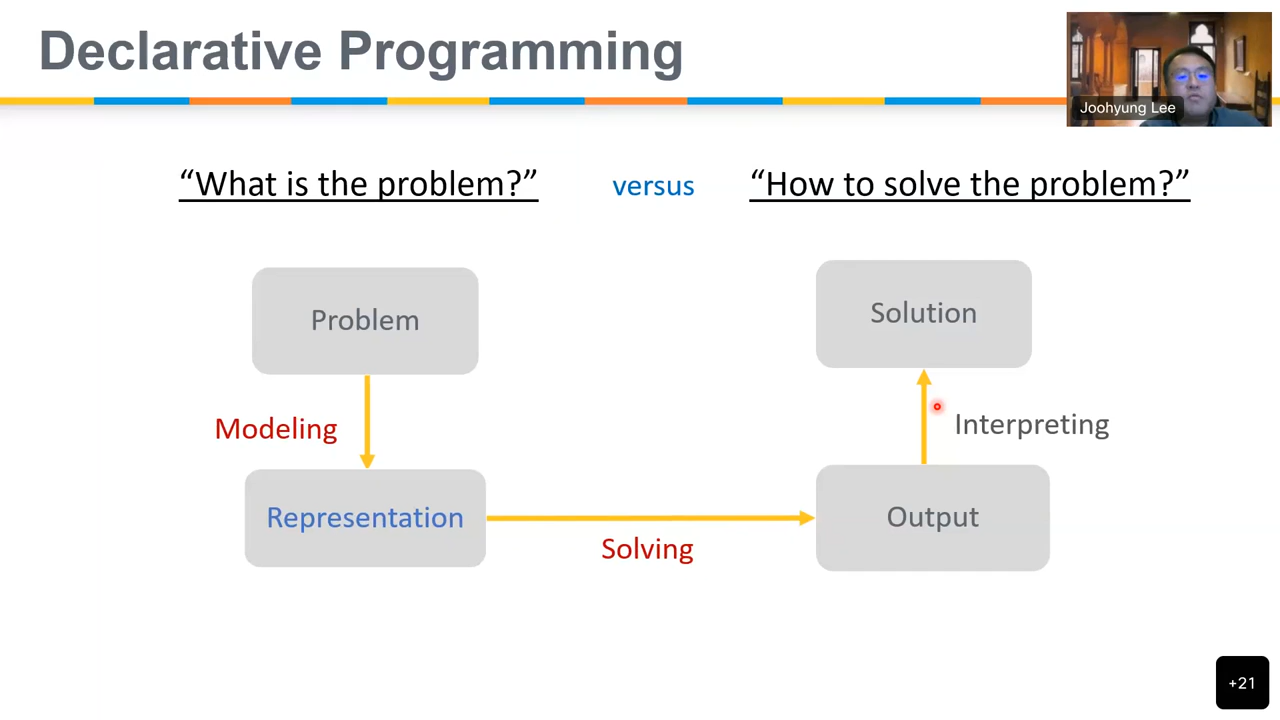 Declarative Programming
Joohyung Lee
“What is the problem?” versus “How to solve the problem?”
Problem
Solution
Modeling
Interpreting
Representation
Output
Solving
+21